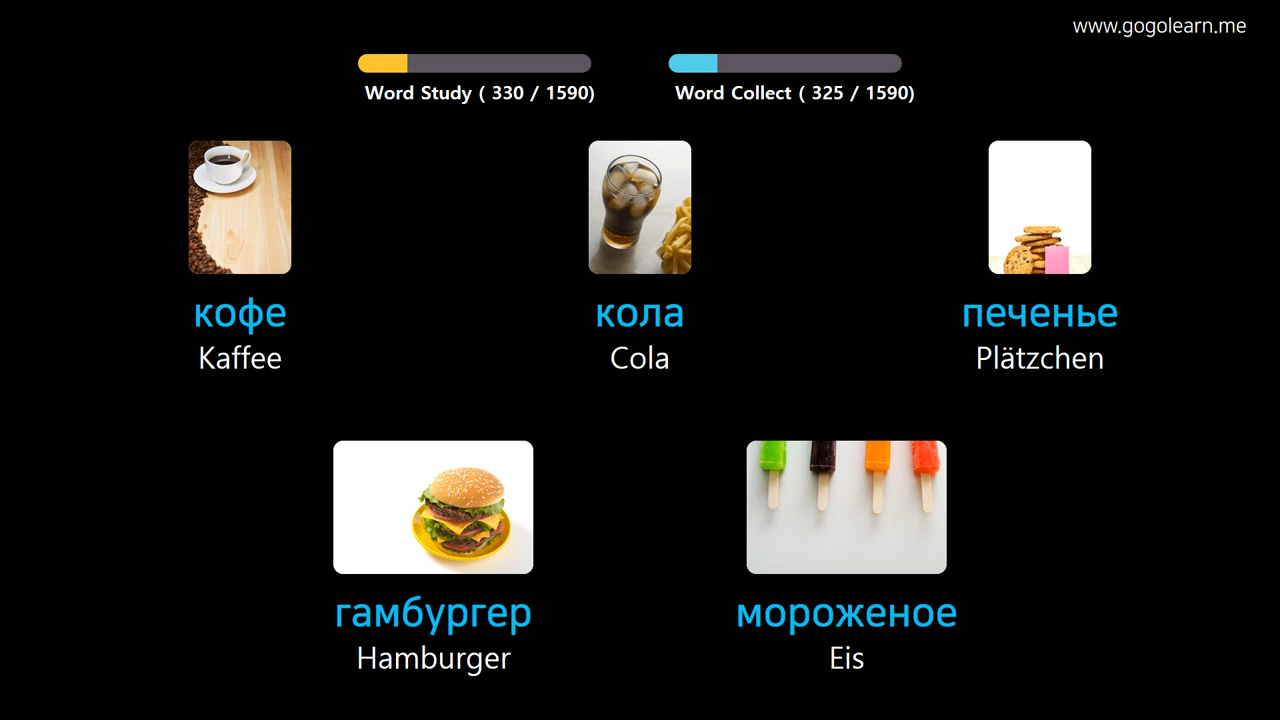 www.gogolearn.me
Word Study ( 330 / 1590)
Word Collect ( 325 / 1590)
кофе
Kaffee
кола
Cola
печенье
Plätzchen
гамбургер
Hamburger
мороженое
Eis